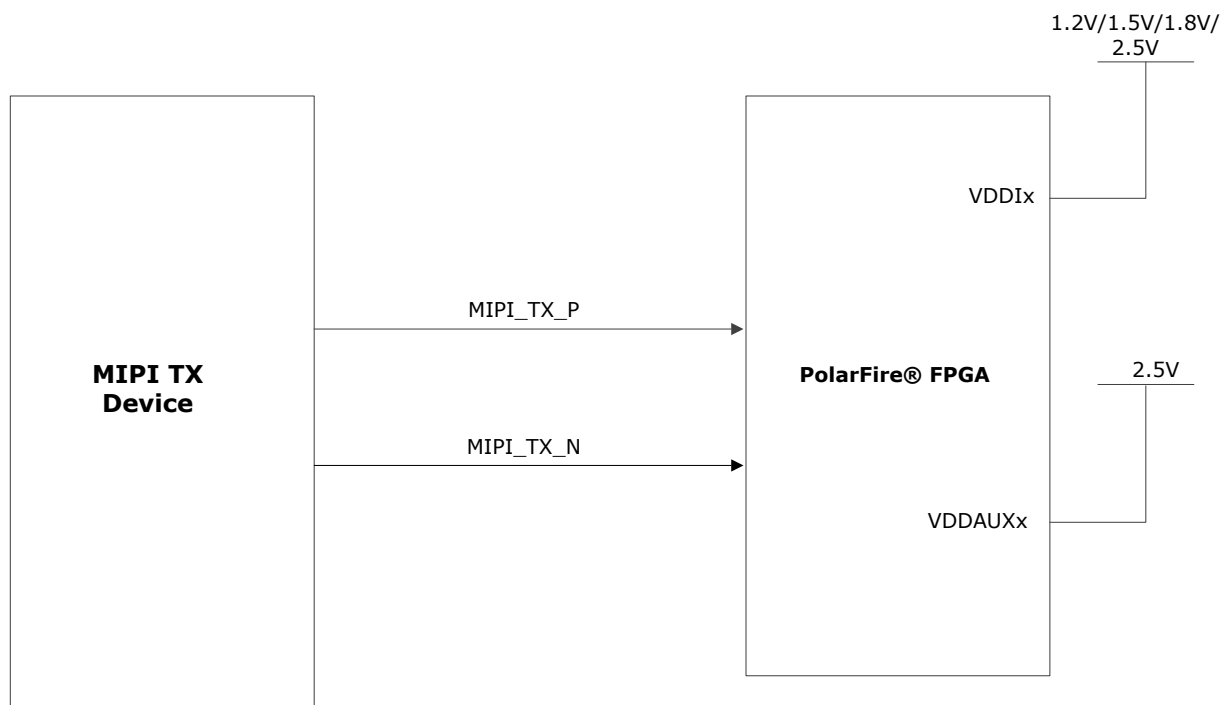 1.2V/1.5V/1.8V/
2.5V
VDDIx
MIPI_TX_P
MIPI TX
Device
PolarFire® FPGA
2.5V
MIPI_TX_N
VDDAUXx